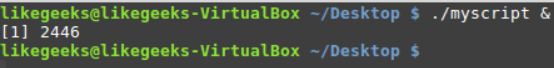 likegeeks@likegeeks-VirtualBox ~/Desktop $ ./myscript &
[1] 2446
likegeeks@likegeeks-VirtualBox ~/Desktop $